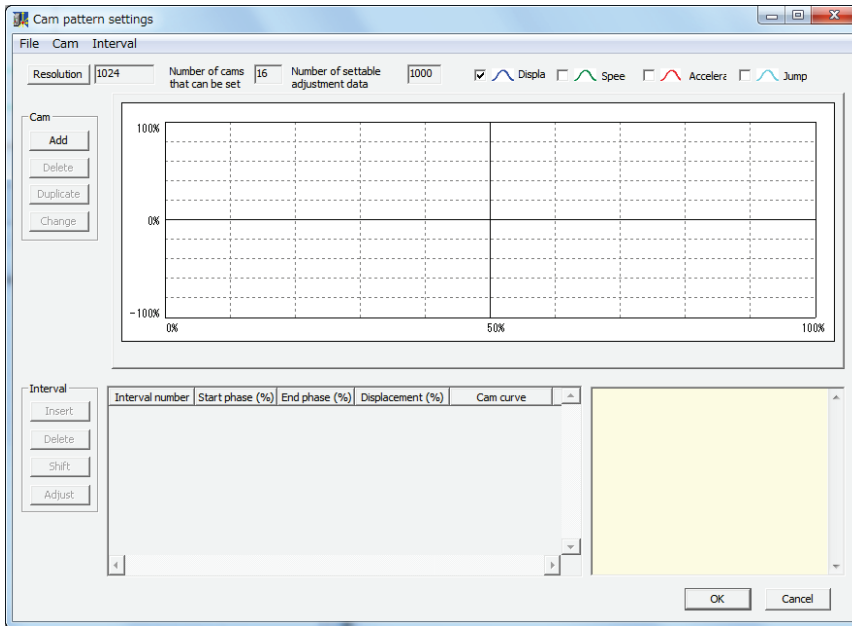 Cam pattern settings
File Cam Interval
Resolution 1024 Number of cams that can be set 16 Number of settable adjustment data 1000 Displa Spee Accelera Jump
Cam
Add
Delete
Duplicate
Change
100%
0%
-100%
0% 50% 100%
Interval
Insert
Delete
Shift
Adjust
Interval number Start phase (%) End phase (%) Displacement (%) Cam curve
OK Cancel